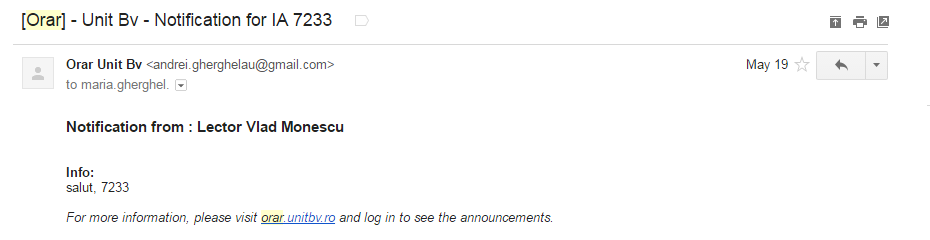 [Orar] - Unit Bv - Notification for IA 7233
Orar Unit Bv <andrei.gherghelau@gmail.com>
May 19
to maria.gherghel.
Notification from : Lector Vlad Monescu
Info:
salut, 7233
For more information, please visit orar.unitbv.ro and log in to see the announcements.